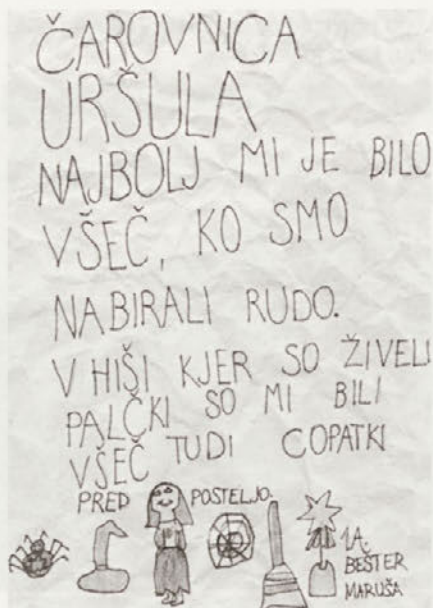 ČAROVNICA
URŠULA
NAJBOLJ MI JE BILO
VŠEČ, KO SMO
NABIRALI RUDO.
V HIŠI KJER SO ŽIVELI
PALČKI SO MI BILI
VŠEČ TUDI COPATKI
PRED POSTELJO.
1.A.
BEŠTER
MARUŠA